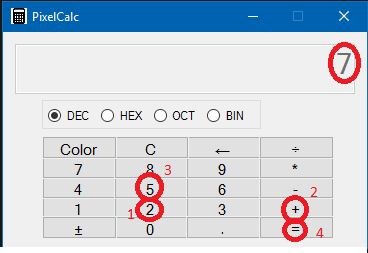 PixelCalc
7
DEC HEX OCT BIN
Color C ← ÷
7 8 3 9 *
4 5 6 - 2
1 1 2 3 +
± 0 . = 4